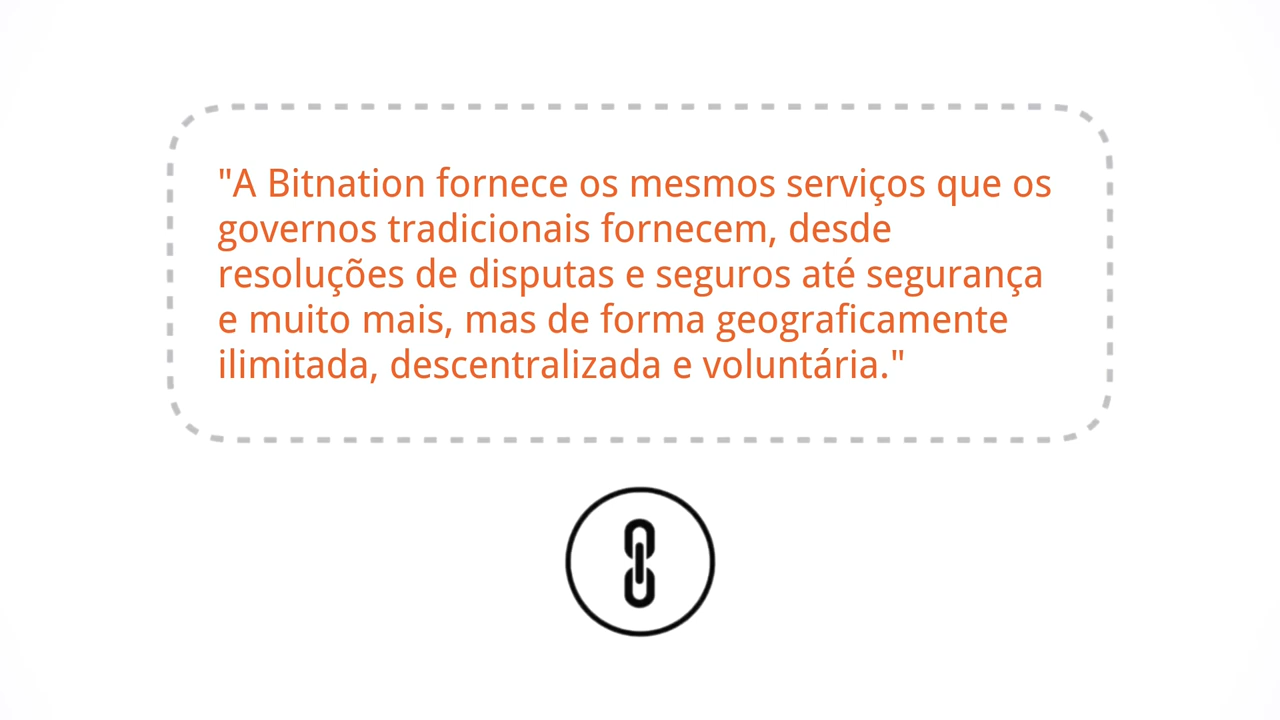 "A Bitnation fornece os mesmos serviços que os
governos tradicionais fornecem, desde
resoluções de disputas e seguros até segurança
e muito mais, mas de forma geograficamente
ilimitada, descentralizada e voluntária."